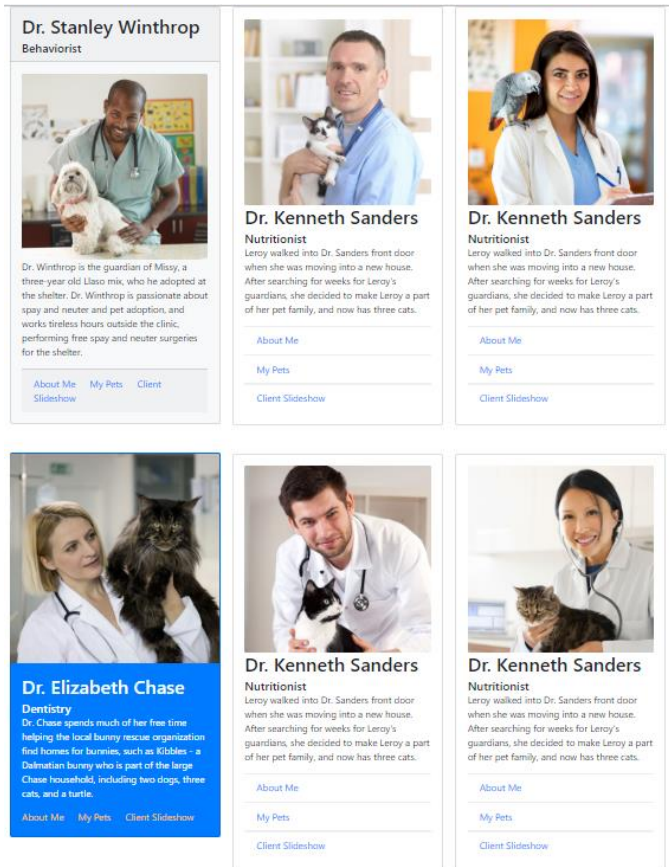 Dr. Stanley Winthrop
Behaviorist
Dr. Winthrop is the guardian of Missy, a
three-year old Llaso mix, who he adopted at
the shelter. Dr. Winthrop is passionate about
spay and neuter and pet adoption, and
works tireless hours outside the clinic,
performing free spay and neuter surgeries
for the shelter.
About Me My Pets Client
Slideshow
Dr. Kenneth Sanders
Nutritionist
Leroy walked into Dr. Sanders front door
when she was moving into a new house.
After searching for weeks for Leroy's
guardians, she decided to make Leroy a part
of her pet family, and now has three cats.
About Me
My Pets
Client Slideshow
Dr. Kenneth Sanders
Nutritionist
Leroy walked into Dr. Sanders front door
when she was moving into a new house.
After searching for weeks for Leroy's
guardians, she decided to make Leroy a part
of her pet family, and now has three cats.
About Me
My Pets
Client Slideshow
Dr. Elizabeth Chase
Dentistry
Dr. Chase spends much of her free time
helping the local bunny rescue organization
find homes for bunnies, such as Kibbles - a
Dalmatian bunny who is part of the large
Chase household, including two dogs, three
cats, and a turtle.
About Me My Pets Client Slideshow
Dr. Kenneth Sanders
Nutritionist
Leroy walked into Dr. Sanders front door
when she was moving into a new house.
After searching for weeks for Leroy's
guardians, she decided to make Leroy a part
of her pet family, and now has three cats.
About Me
My Pets
Client Slideshow
Dr. Kenneth Sanders
Nutritionist
Leroy walked into Dr. Sanders front door
when she was moving into a new house.
After searching for weeks for Leroy's
guardians, she decided to make Leroy a part
of her pet family, and now has three cats.
About Me
My Pets
Client Slideshow